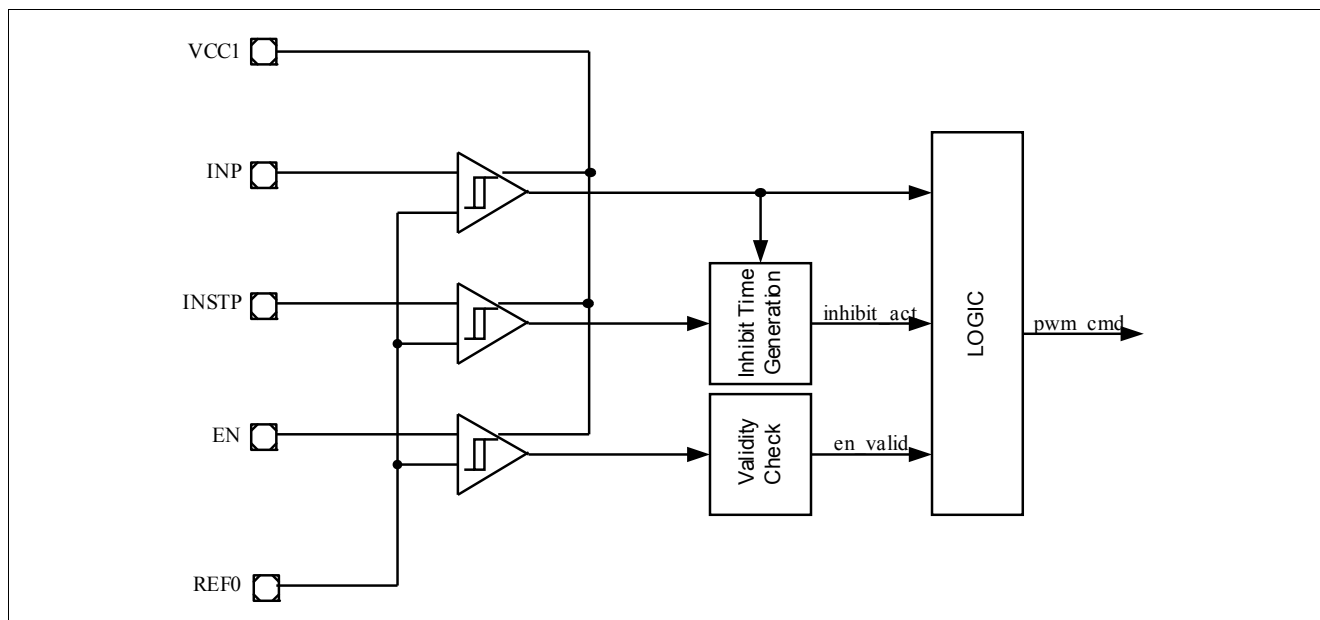 VCC1
INP
INSTP
EN
REF0
Inhibit Time
Generation
Validity
Check
inhibit_act
en_valid
LOGIC
pwm_cmd